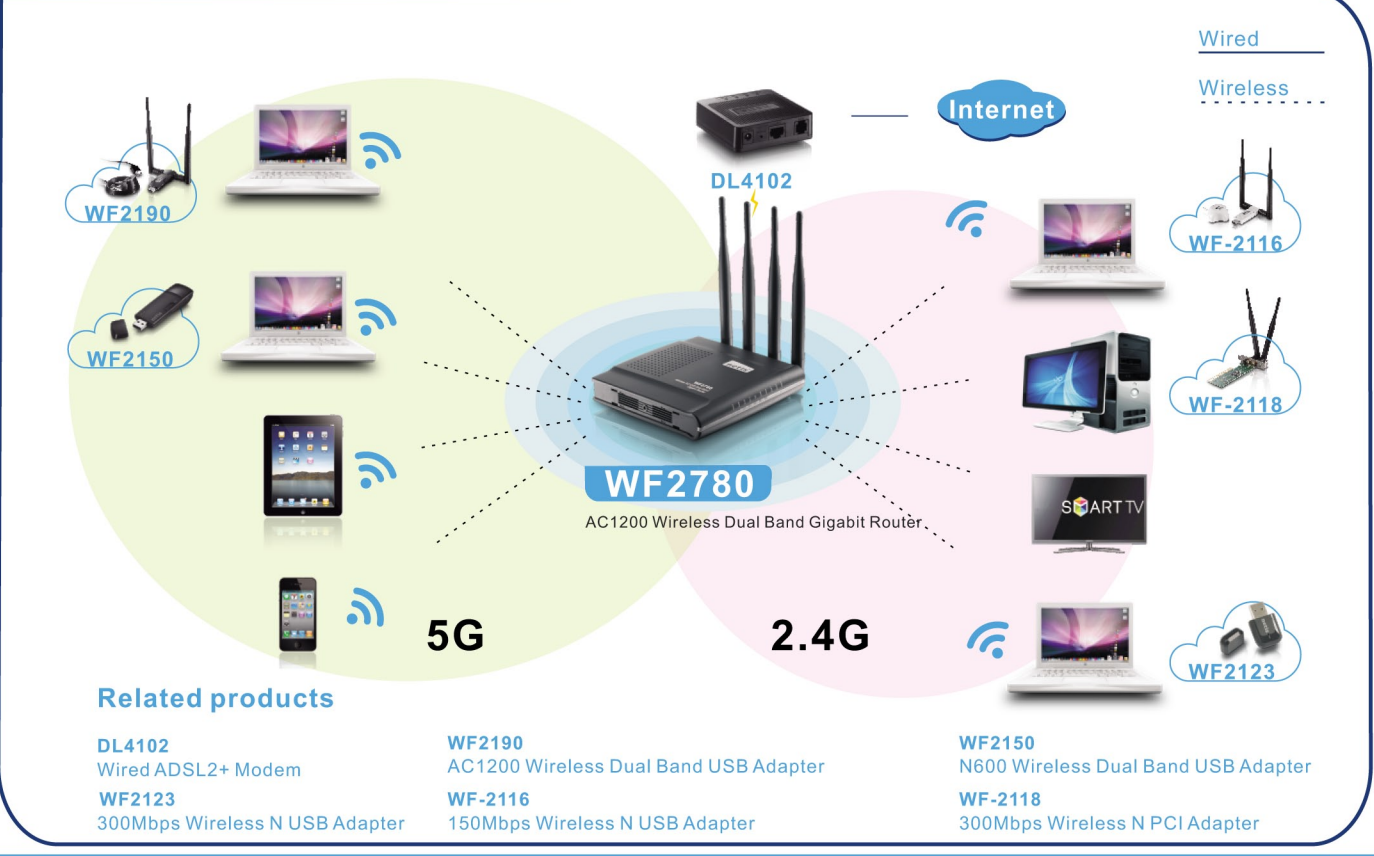 Wired
Wireless
Internet
DL4102
WF2190
WF-2116
WF2150
WF-2118
WF2780
AC1200 Wireless Dual Band Gigabit Router
SMART TV
5G
2.4G
WF2123
Related products
DL4102
Wired ADSL2+ Modem
WF2123
300Mbps Wireless N USB Adapter
WF2190
AC1200 Wireless Dual Band USB Adapter
WF-2116
150Mbps Wireless N USB Adapter
WF2150
N600 Wireless Dual Band USB Adapter
WF-2118
300Mbps Wireless N PCI Adapter